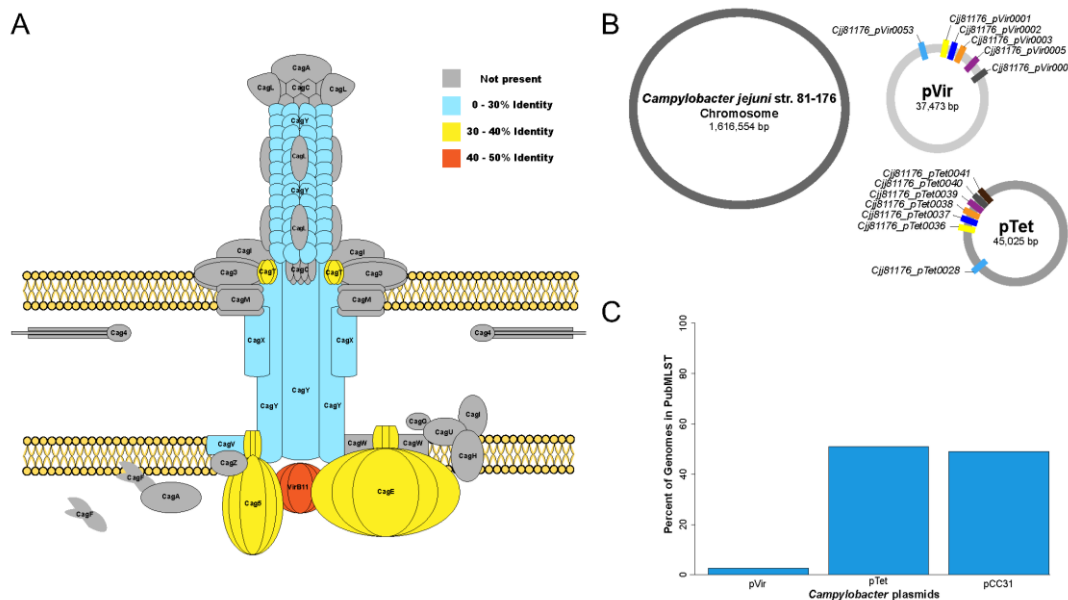 A
CagA
CagL
CagC
CagL
CagY
CagL
CagY
CagL
CagI
CagI
Cag3
CagT
CagC
CagT
Cag3
CagM
CagM
Cag4
Cag4
CagX
CagX
CagY
CagY
CagY
CagV
CagZ
CagW
CagW
CagU
CagI
CagH
CagF
CagA
VirB11
CagE
CagF
Not present
0 - 30% Identity
30 - 40% Identity
40 - 50% Identity
B
Campylobacter jejuni str. 81-176
Chromosome
1,616,554 bp
Cjj81176_pVir0053
Cjj81176_pVir0001
Cjj81176_pVir0002
Cjj81176_pVir0003
Cjj81176_pVir0005
Cjj81176_pVir000
pVir
37,473 bp
Cjj81176_pTet0041
Cjj81176_pTet0040
Cjj81176_pTet0039
Cjj81176_pTet0038
Cjj81176_pTet0037
Cjj81176_pTet0036
Cjj81176_pTet0028
pTet
45,025 bp
C
Percent of Genomes in PubMLST
100
80
60
40
20
0
pVir
pTet
pCC31
Campylobacter plasmids